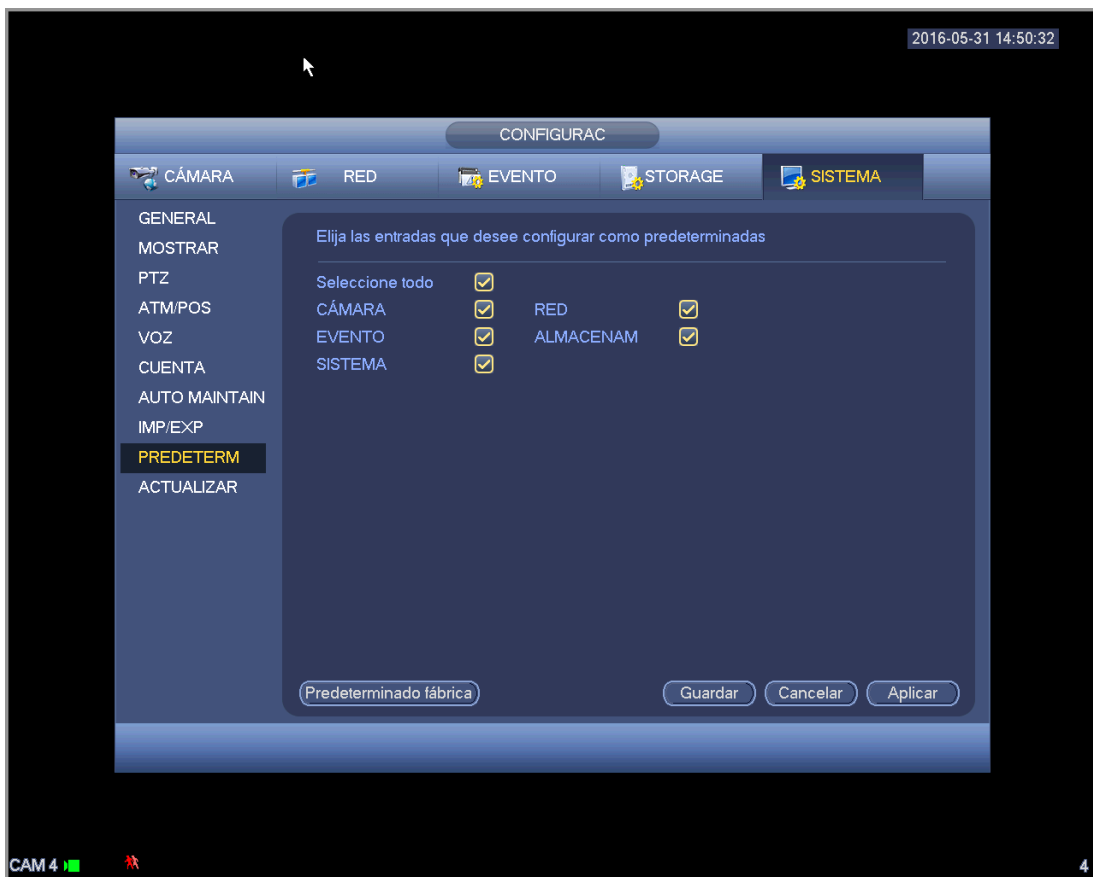 2016-05-31 14:50:32
CONFIGURAC
CÁMARA RED EVENTO STORAGE SISTEMA
GENERAL
MOSTRAR
PTZ
ATM/POS
VOZ
CUENTA
AUTO MAINTAIN
IMP/EXP
PREDETERM
ACTUALIZAR
Elija las entradas que desee configurar como predeterminadas
Seleccione todo
CÁMARA RED
EVENTO ALMACENAM
SISTEMA
Predeterminado fábrica Guardar Cancelar Aplicar
CAM 4 4